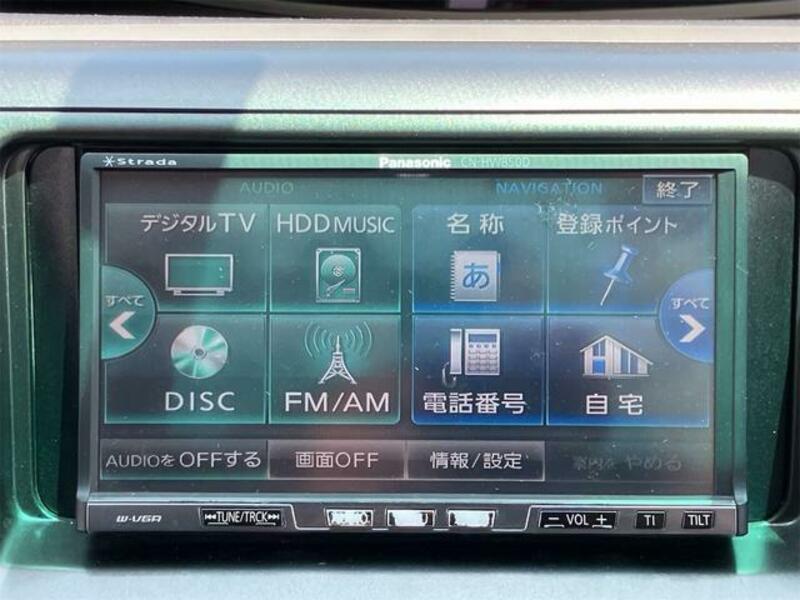 Strada
Panasonic CN-HW850D
AUDIO
NAVIGATION
終了
デジタルTV
HDD MUSIC
名称
登録ポイント
あ
すべて
すべて
DISC
FM/AM
電話番号
自宅
AUDIOを OFFする
画面OFF
情報/設定
案内を やめる
W-VGA
TUNE/TRCK
AUDIO
− VOL +
TILT